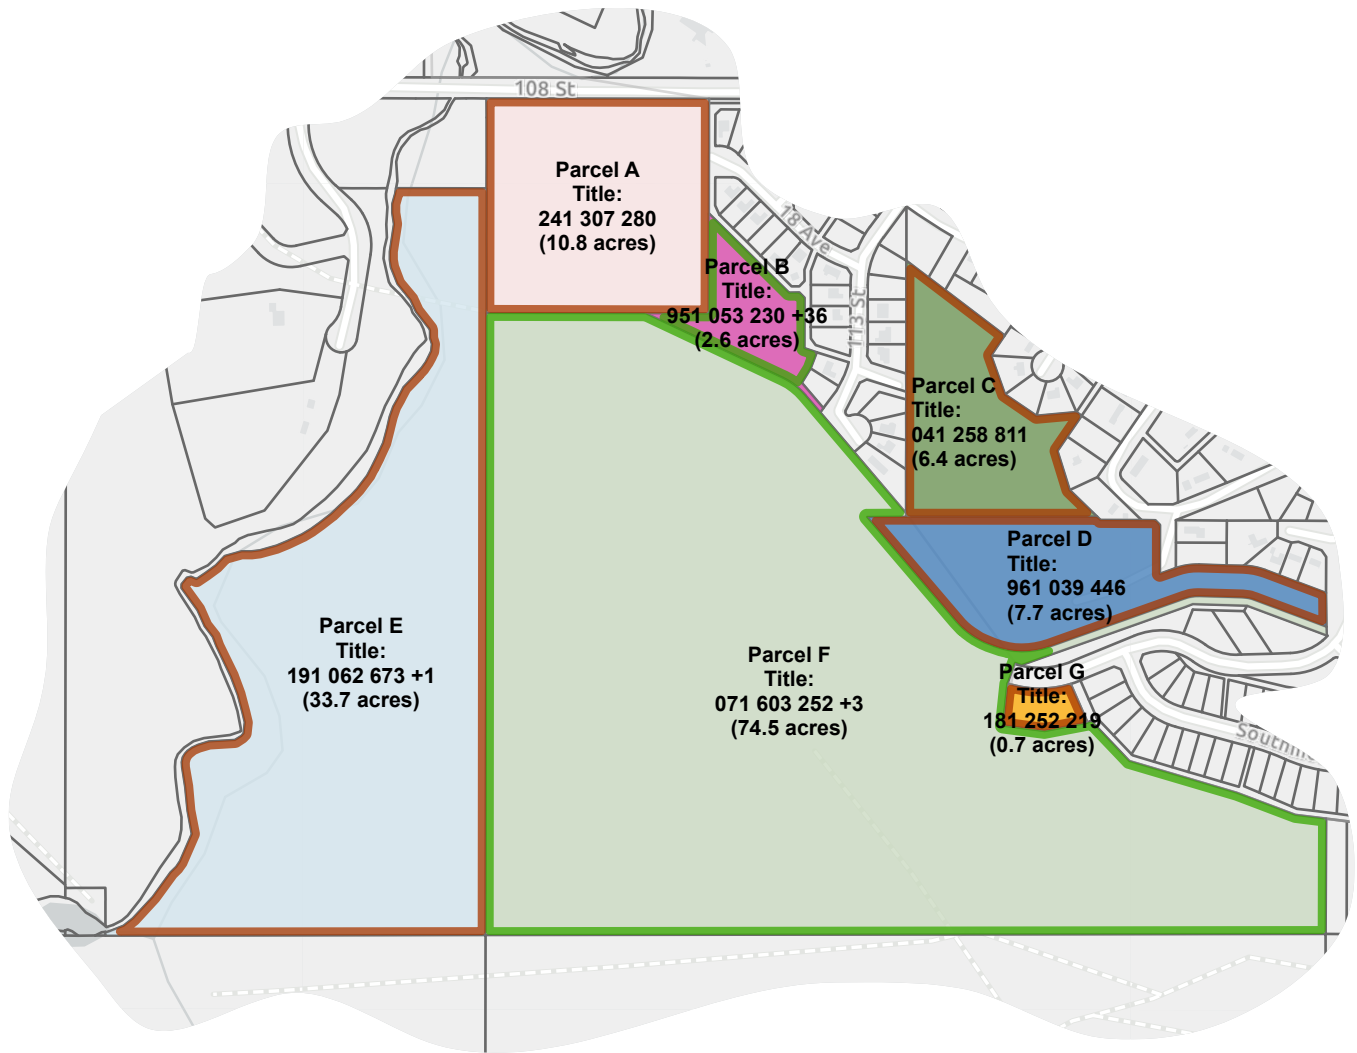 108 St
Parcel A
Title:
241 307 280
(10.8 acres)
18 Ave
Parcel B
Title:
951 053 230 +36
(2.6 acres)
113 St
Parcel C
Title:
041 258 811
(6.4 acres)
Parcel D
Title:
961 039 446
(7.7 acres)
Parcel E
Title:
191 062 673 +1
(33.7 acres)
Parcel F
Title:
071 603 252 +3
(74.5 acres)
Parcel G
Title:
181 252 219
(0.7 acres)